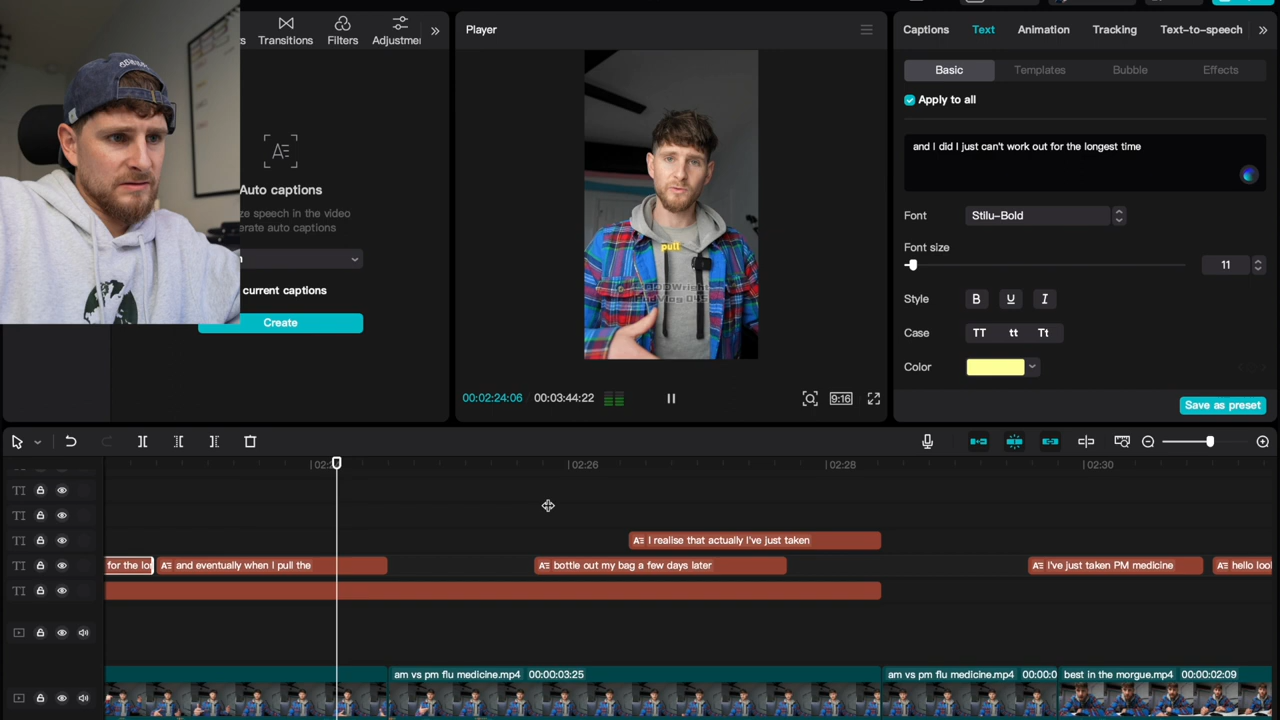 Transitions
Filters
Adjustmer
Auto captions
ze speech in the video
erate auto captions
current captions
Create
Player
pull
Vlog 045
00:02:24:06
00:03:44:22
9:16
Captions
Text
Animation
Tracking
Text-to-speech
Basic
Templates
Bubble
Effects
Apply to all
and I did I just can't work out for the longest time
Font
Stilu-Bold
Font size
11
Style
B
U
I
Case
TT
tt
Tt
Color
Save as preset
02:26
02:28
02:30
I realise that actually I've just taken
for the lon
and eventually when I pull the
bottle out my bag a few days later
I've just taken PM medicine
hello loo
am vs pm flu medicine.mp4
00:00:03:25
am vs pm flu medicine.mp4
00:00:0
best in the morgue.mp4
00:00:02:09